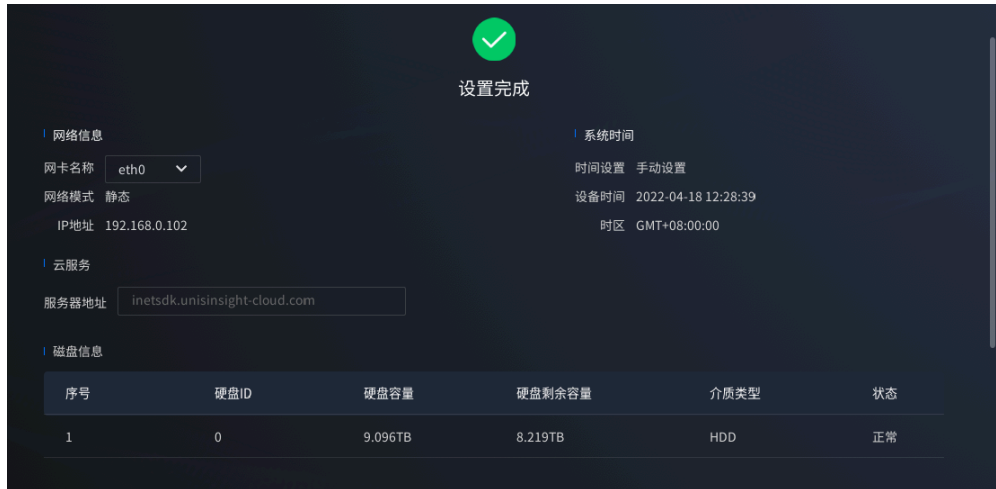 设置完成
网络信息
网卡名称 eth0
网络模式 静态
IP地址 192.168.0.102
系统时间
时间设置 手动设置
设备时间 2022-04-18 12:28:39
时区 GMT+08:00:00
云服务
服务器地址 inetsdk.unisinsight-cloud.com
磁盘信息
序号 硬盘ID 硬盘容量 硬盘剩余容量 介质类型 状态
1 0 9.096TB 8.219TB HDD 正常